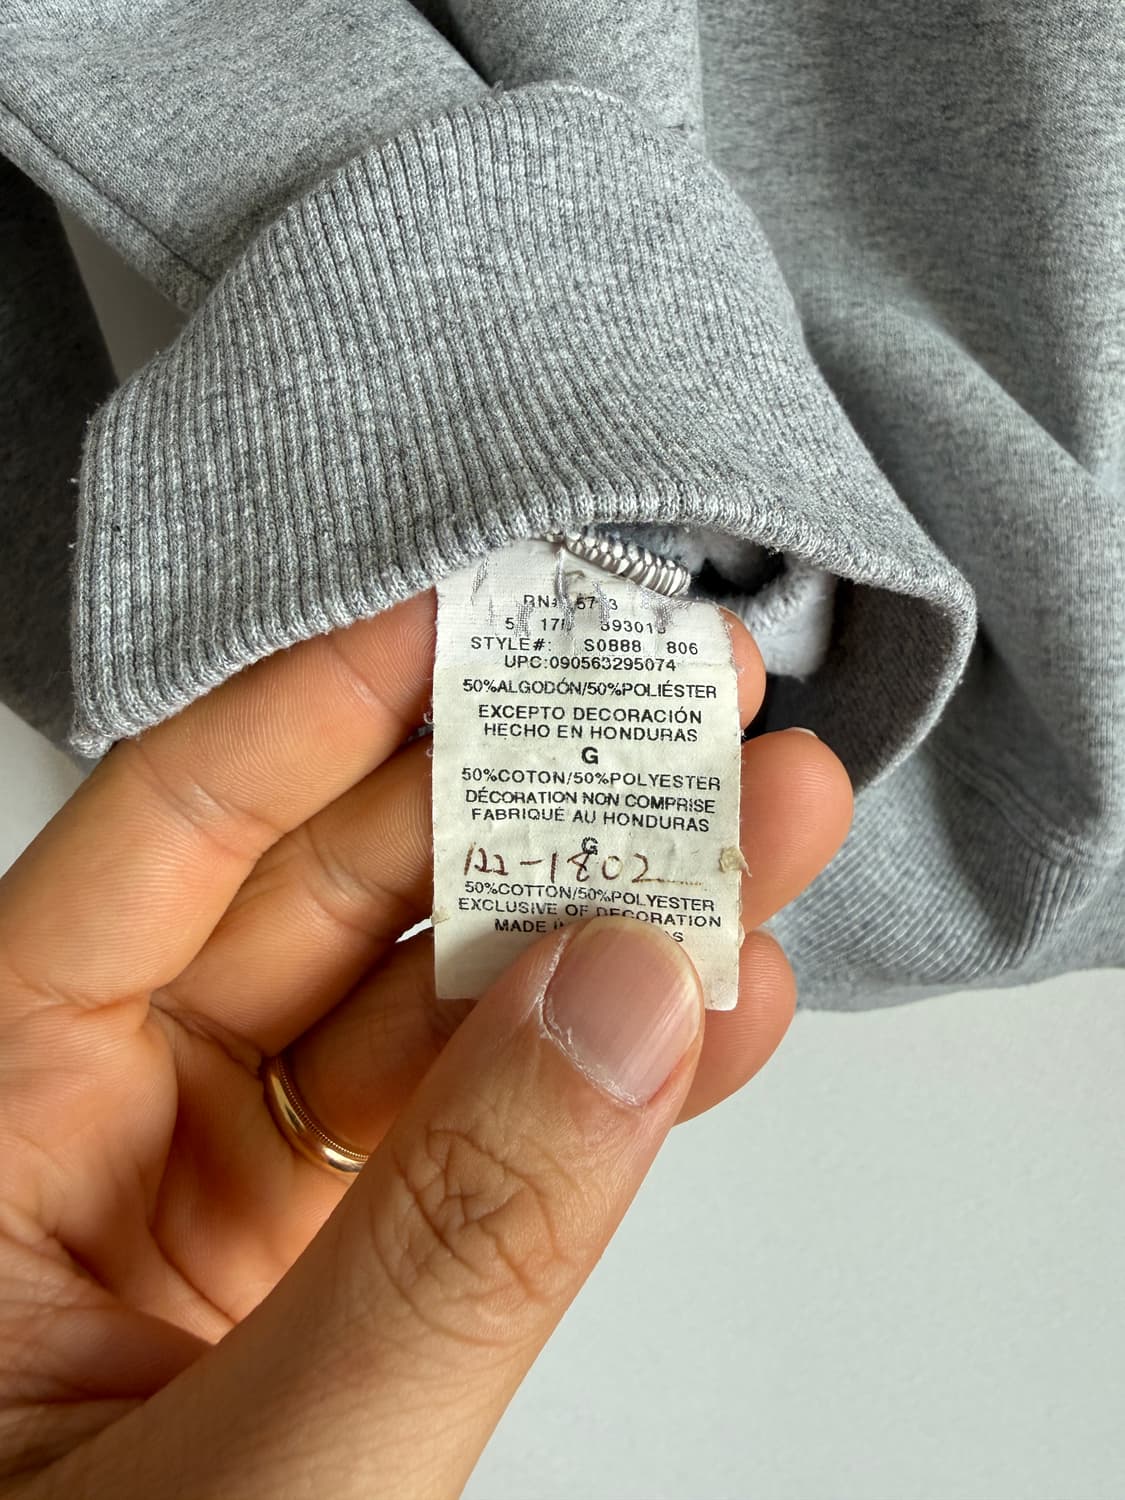 STYLE#: S0888 806
UPC:090563295074
50%ALGODÓN/50%POLIÉSTER
EXCEPTO DECORACIÓN
HECHO EN HONDURAS
G
50%COTON/50%POLYESTER
DÉCORATION NON COMPRISE
FABRIQUÉ AU HONDURAS
G
50%COTTON/50%POLYESTER
EXCLUSIVE OF DECORATION
MADE